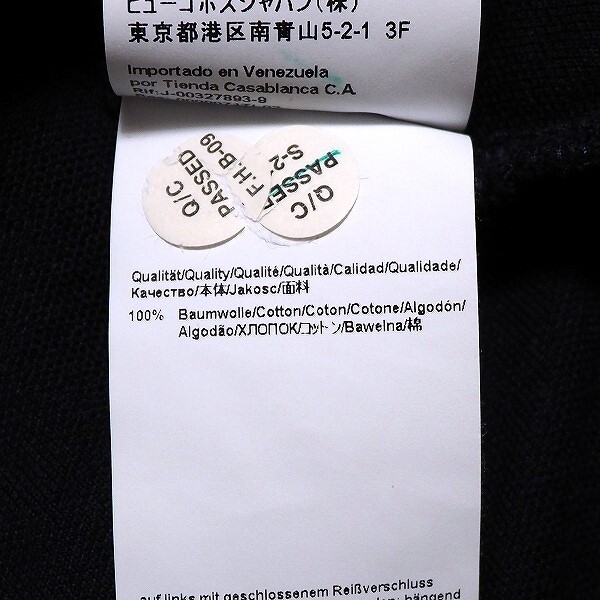 ヒューゴボスジャパン(株)
東京都港区南青山5-2-1 3F
Importado en Venezuela
por Tienda Casablanca C.A.
Rif: J-00327893-9
Q/C
PASSED
F.H.B-09
S-2
PASSED
Q/C
Qualität/Quality/Qualité/Qualità/Calidad/Qualidade/
Качество/本体/Jakosc/面料
100% Baumwolle/Cotton/Coton/Cotone/Algodón/
Algodão/ХЛОПОК/コットン/Bawelna/棉
auf links mit geschlossenem Reißverschluss
hängend